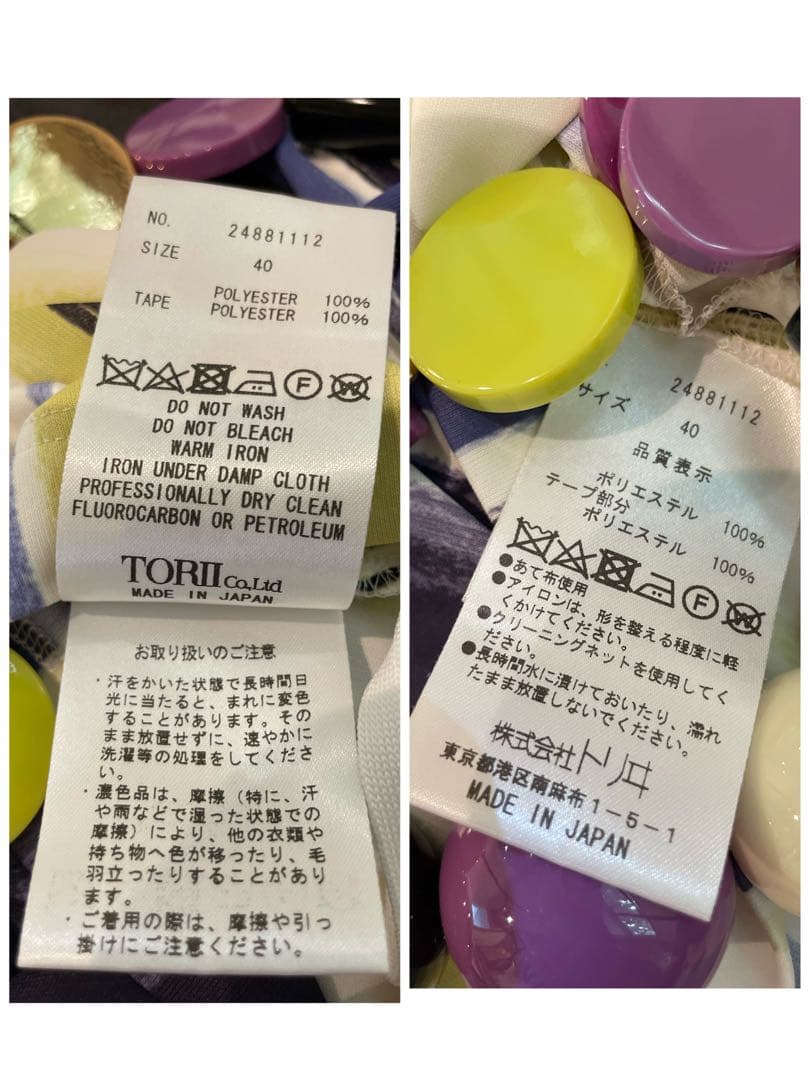 NO. 24881112
SIZE 40
TAPE POLYESTER 100%
POLYESTER 100%
F W
DO NOT WASH
DO NOT BLEACH
WARM IRON
IRON UNDER DAMP CLOTH
PROFESSIONALLY DRY CLEAN
FLUOROCARBON OR PETROLEUM
TORII Co,Ltd
MADE IN JAPAN
お取り扱いのご注意
・汗をかいた状態で長時間日
光に当たると、まれに変色
することがあります。その
まま放置せずに、速やかに
洗濯等の処理をしてくださ
い。
・濃色品は、摩擦（特に、汗
や雨などで湿った状態での
摩擦）により、他の衣類や
持ち物へ色が移ったり、毛
羽立ったりすることがあり
ます。
・ご着用の際は、摩擦や引っ
掛けにご注意ください。
24881112
サイズ 40
品質表示
ポリエステル 100%
テープ部分
ポリエステル 100%
F W
●あて布使用
●アイロンは、形を整える程度に軽
くかけてください。
●クリーニングネットを使用してく
ださい。
●長時間水に漬けておいたり、濡れ
たまま放置しないでください。
株式会社トリヰ
東京都港区南麻布1-5-1
MADE IN JAPAN